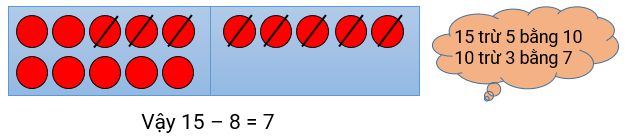 15 trừ 5 bằng 10
10 trừ 3 bằng 7
Vậy 15 – 8 = 7